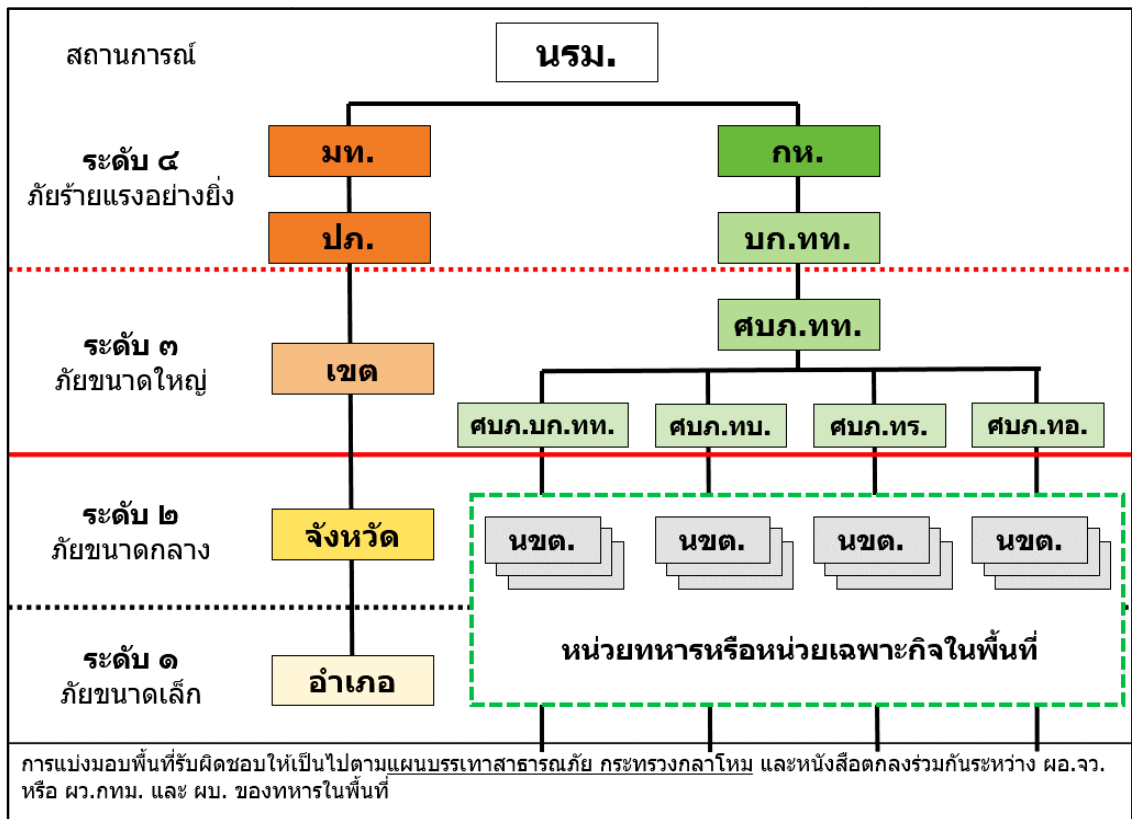 สถานการณ์
นรม.
ระดับ ๔
ภัยร้ายแรงอย่างยิ่ง
มท.
กห.
ปภ.
บก.ทท.
ระดับ ๓
ภัยขนาดใหญ่
ศบภ.ทท.
เขต
ศบภ.บก.ทท.
ศบภ.ทบ.
ศบภ.ทร.
ศบภ.ทอ.
ระดับ ๒
ภัยขนาดกลาง
จังหวัด
นขต.
นขต.
นขต.
นขต.
หน่วยทหารหรือหน่วยเฉพาะกิจในพื้นที่
ระดับ ๑
ภัยขนาดเล็ก
อำเภอ
การแบ่งมอบพื้นที่รับผิดชอบให้เป็นไปตามแผนบรรเทาสาธารณภัย กระทรวงกลาโหม และหนังสือตกลงร่วมกันระหว่าง ผอ.จว.
หรือ ผว.กทม. และ ผบ. ของทหารในพื้นที่